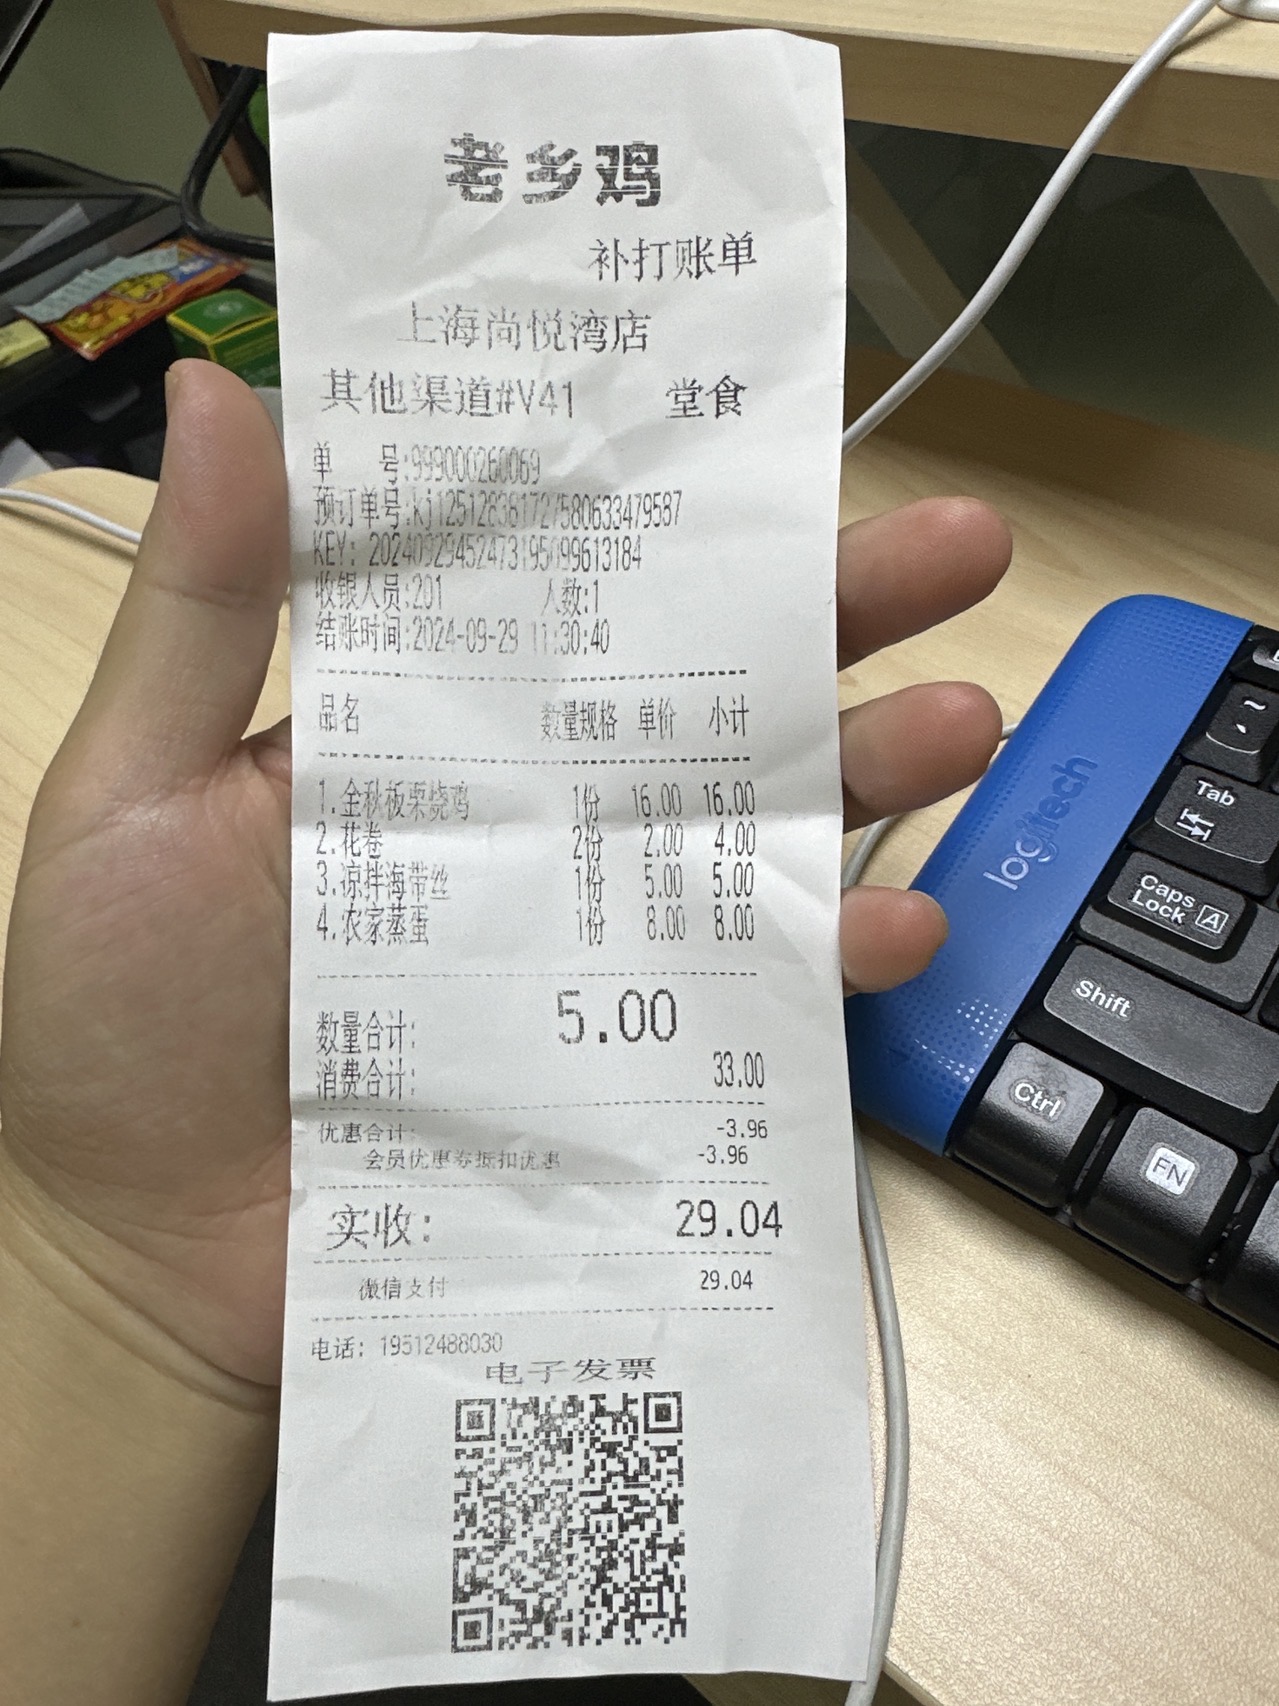 老乡鸡
补打账单
上海尚悦湾店
其他渠道#V41 堂食
单 号:999000260069
预订单号:kj125128381727580633479587
KEY: 20240929452473195099613184
收银人员:201 人数:1
结账时间:2024-09-29 11:30:40
品名 数量规格 单价 小计
1.金秋板栗烧鸡 1份 16.00 16.00
2.花卷 2份 2.00 4.00
3.凉拌海带丝 1份 5.00 5.00
4.农家蒸蛋 1份 8.00 8.00
数量合计: 5.00
消费合计: 33.00
优惠合计: -3.96
会员优惠券抵扣优惠 -3.96
实收: 29.04
微信支付 29.04
电话: 19512488030
电子发票
logitech
~
Tab
Caps Lock A
Shift
Ctrl
FN